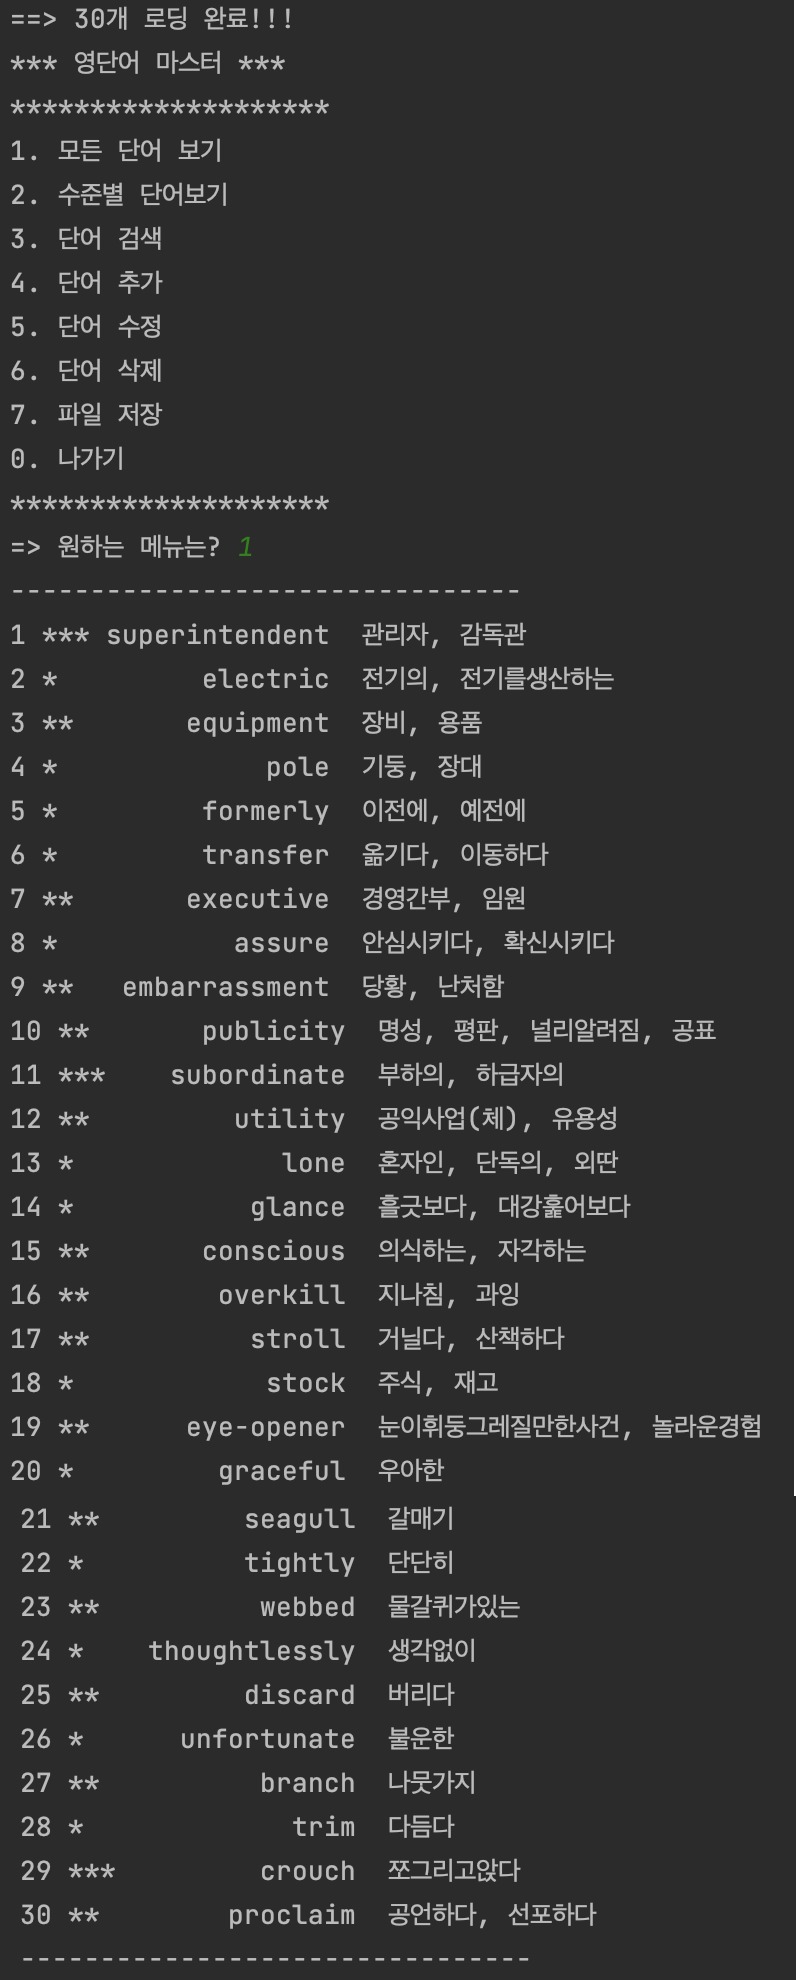 ==> 30개 로딩 완료!!!
*** 영단어 마스터 ***
********************
1. 모든 단어 보기
2. 수준별 단어보기
3. 단어 검색
4. 단어 추가
5. 단어 수정
6. 단어 삭제
7. 파일 저장
0. 나가기
********************
=> 원하는 메뉴는? 1
--------------------------------
1 *** superintendent  관리자, 감독관
2 *         electric  전기의, 전기를생산하는
3 **       equipment  장비, 용품
4 *             pole  기둥, 장대
5 *         formerly  이전에, 예전에
6 *         transfer  옮기다, 이동하다
7 **       executive  경영간부, 임원
8 *           assure  안심시키다, 확신시키다
9 **   embarrassment  당황, 난처함
10 **       publicity  명성, 평판, 널리알려짐, 공표
11 ***    subordinate  부하의, 하급자의
12 **         utility  공익사업(체), 유용성
13 *             lone  혼자인, 단독의, 외딴
14 *           glance  흘긋보다, 대강훑어보다
15 **       conscious  의식하는, 자각하는
16 **        overkill  지나침, 과잉
17 **          stroll  거닐다, 산책하다
18 *            stock  주식, 재고
19 **      eye-opener  눈이휘둥그레질만한사건, 놀라운경험
20 *         graceful  우아한
21 **         seagull  갈매기
22 *          tightly  단단히
23 **          webbed  물갈퀴가있는
24 *    thoughtlessly  생각없이
25 **         discard  버리다
26 *      unfortunate  불운한
27 **          branch  나뭇가지
28 *             trim  다듬다
29 ***         crouch  쪼그리고앉다
30 **        proclaim  공언하다, 선포하다
--------------------------------